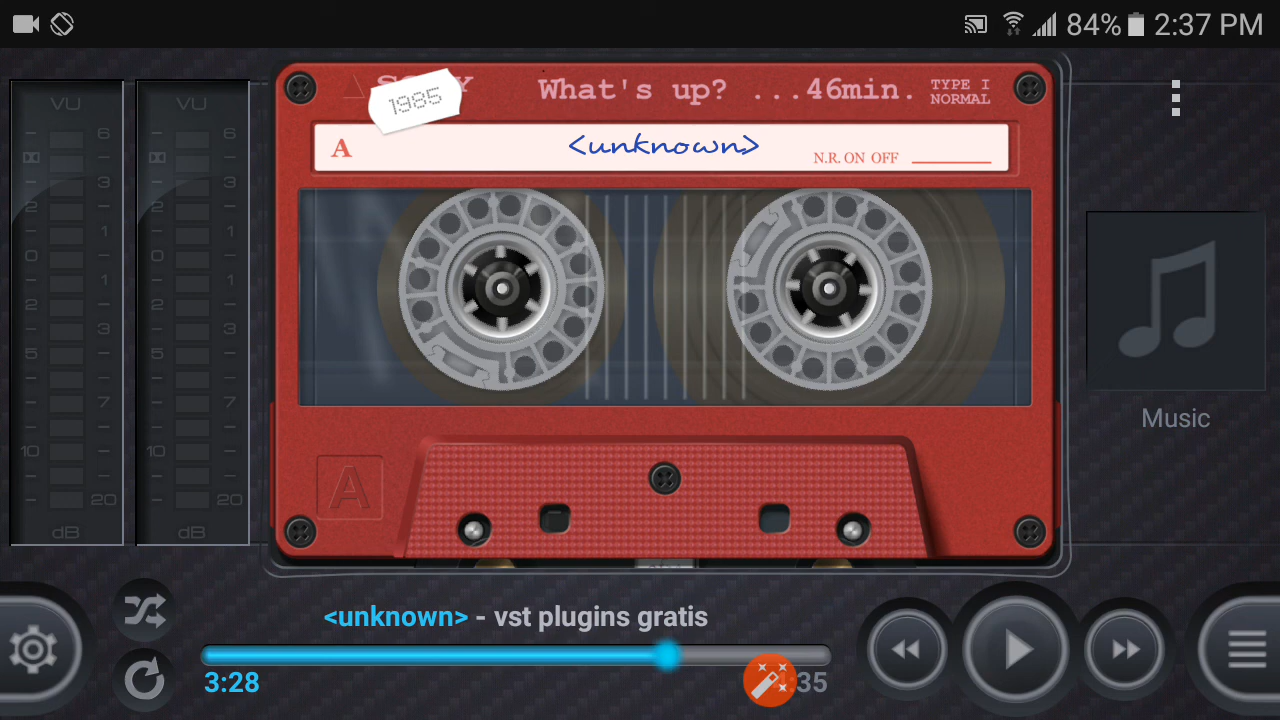 84% 2:37 PM
What's up? ...46min.
TYPE I
NORMAL
1985
A
<unknown>
N.R. ON OFF
VU
VU
6 6
3 3
2 2
1 1
0 0
1 1
2 2
3 3
5 5
7 7
10 10
20 20
dB
dB
Music
A
<unknown> - vst plugins gratis
3:28
:35